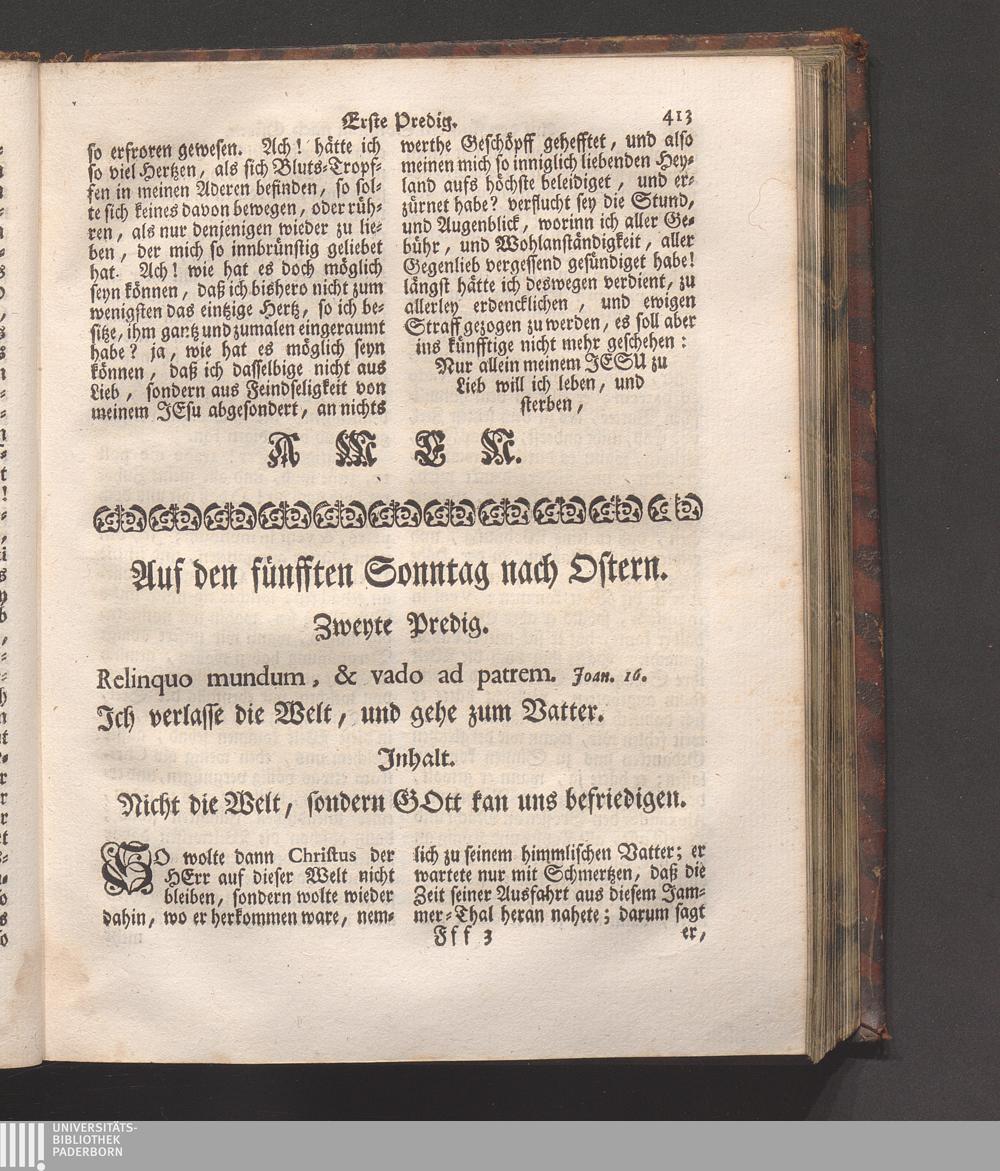 Erste Predig. 413
so erfroren gewesen. Ach! hätte ich
so viel Hertzen, als sich Bluts-Tropf-
fen in meinen Aderen befinden, so sol-
te sich keines davon bewegen, oder rüh-
ren, als nur denjenigen wieder zu lie-
ben, der mich so innbrünstig geliebet
hat. Ach! wie hat es doch möglich
seyn können, daß ich bishero nicht zum
wenigsten das eintzige Hertz, so ich be-
sitze, ihm gantz und zumalen eingeraumt
habe? ja, wie hat es möglich seyn
können, daß ich dasselbige nicht aus
Lieb, sondern aus Feindseligkeit von
meinem JEsu abgesondert, an nichts
werthe Geschöpff gehefftet, und also
meinen mich so inniglich liebenden Hey-
land aufs höchste beleidiget, und er-
zürnet habe? verflucht sey die Stund,
und Augenblick, worinn ich aller Ge-
bühr, und Wohlanständigkeit, aller
Gegenlieb vergessend gesündiget habe!
längst hätte ich deswegen verdient, zu
allerley erdencklichen, und ewigen
Straff gezogen zu werden, es soll aber
ins künfftige nicht mehr geschehen:
Nur allein meinem JESU zu
Lieb will ich leben, und
sterben,
A M E N.
Auf den fünfften Sonntag nach Ostern.
Zweyte Predig.
Relinquo mundum, & vado ad patrem. Joan. 16.
Ich verlasse die Welt, und gehe zum Vatter.
Inhalt.
Nicht die Welt, sondern GOtt kan uns befriedigen.
SO wolte dann Christus der
HErr auf dieser Welt nicht
bleiben, sondern wolte wieder
dahin, wo er herkommen ware, nem-
lich zu seinem himmlischen Vatter; er
wartete nur mit Schmertzen, daß die
Zeit seiner Ausfahrt aus diesem Jam-
mer-Thal heran nahete; darum sagt
Fff 3 er,
UNIVERSITÄTS-
BIBLIOTHEK
PADERBORN